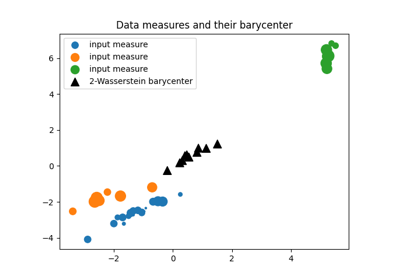 Data measures and their barycenter
input measure
input measure
input measure
2-Wasserstein barycenter
6
4
2
0
−2
−4
−2
0
2
4